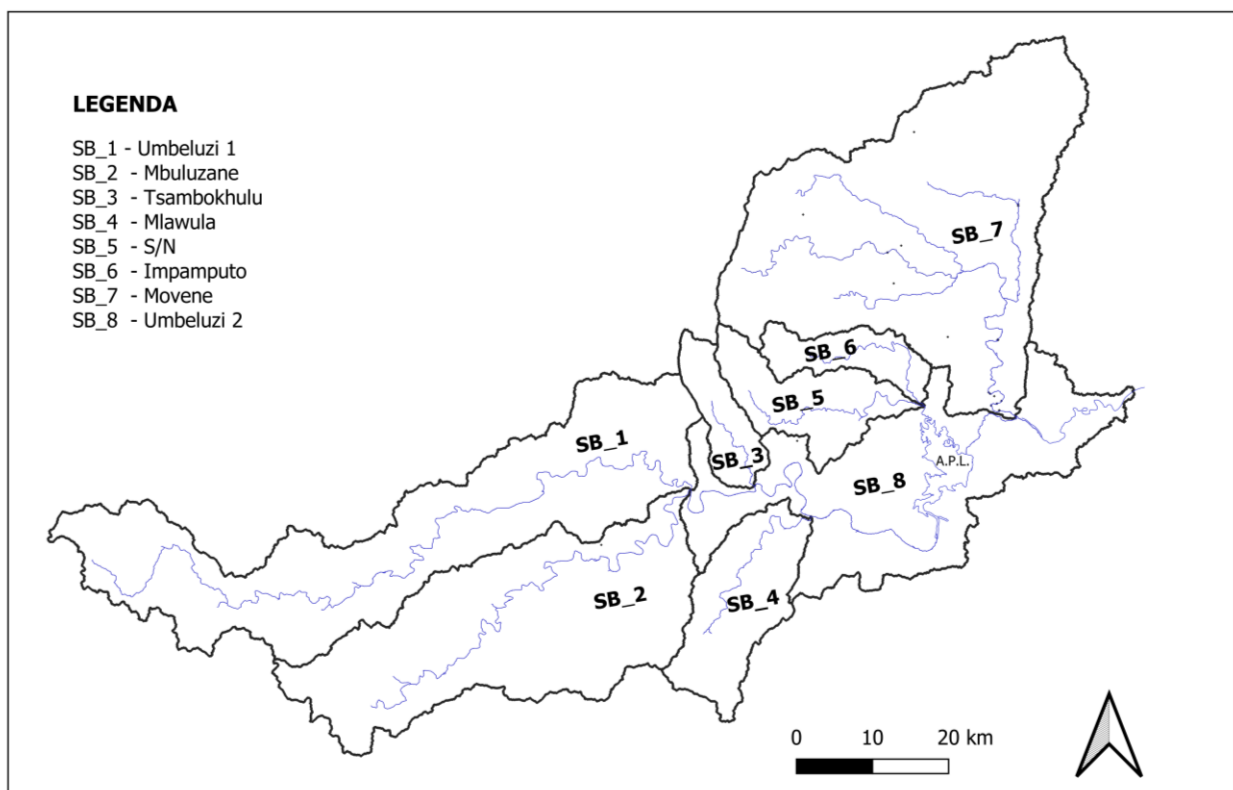 LEGENDA
SB_1 - Umbeluzi 1
SB_2 - Mbuluzane
SB_3 - Tsambokhulu
SB_4 - Mlawula
SB_5 - S/N
SB_6 - Impamputo
SB_7 - Movene
SB_8 - Umbeluzi 2
SB_7
SB_6
SB_5
SB_1
SB_3
A.P.L.
SB_8
SB_2
SB_4
0 10 20 km